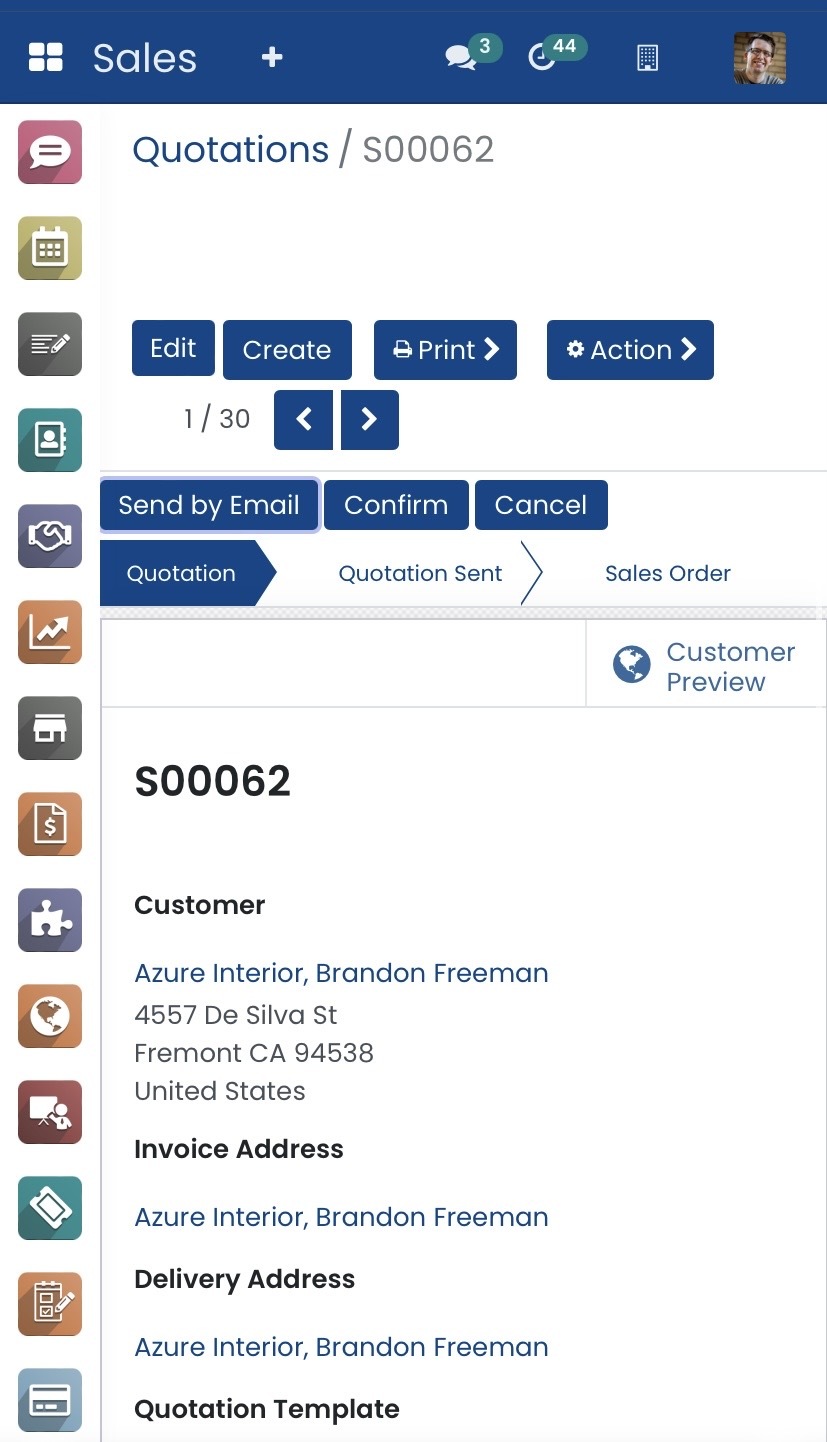 Sales
3
44
Quotations / S00062
Edit Create Print Action
1 / 30
Send by Email Confirm Cancel
Quotation Quotation Sent Sales Order
Customer
Preview
S00062
Customer
Azure Interior, Brandon Freeman
4557 De Silva St
Fremont CA 94538
United States
Invoice Address
Azure Interior, Brandon Freeman
Delivery Address
Azure Interior, Brandon Freeman
Quotation Template